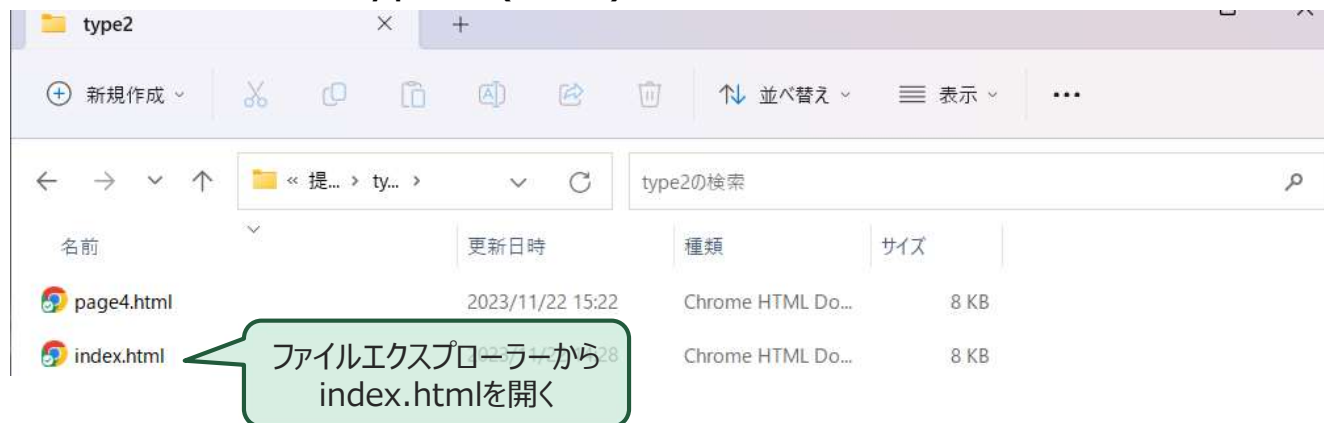 type2
新規作成
並べ替え
表示
« 提... › ty... ›
type2の検索
名前 更新日時 種類 サイズ
page4.html 2023/11/22 15:22 Chrome HTML Do... 8 KB
index.html Chrome HTML Do... 8 KB
ファイルエクスプローラーから
index.htmlを開く